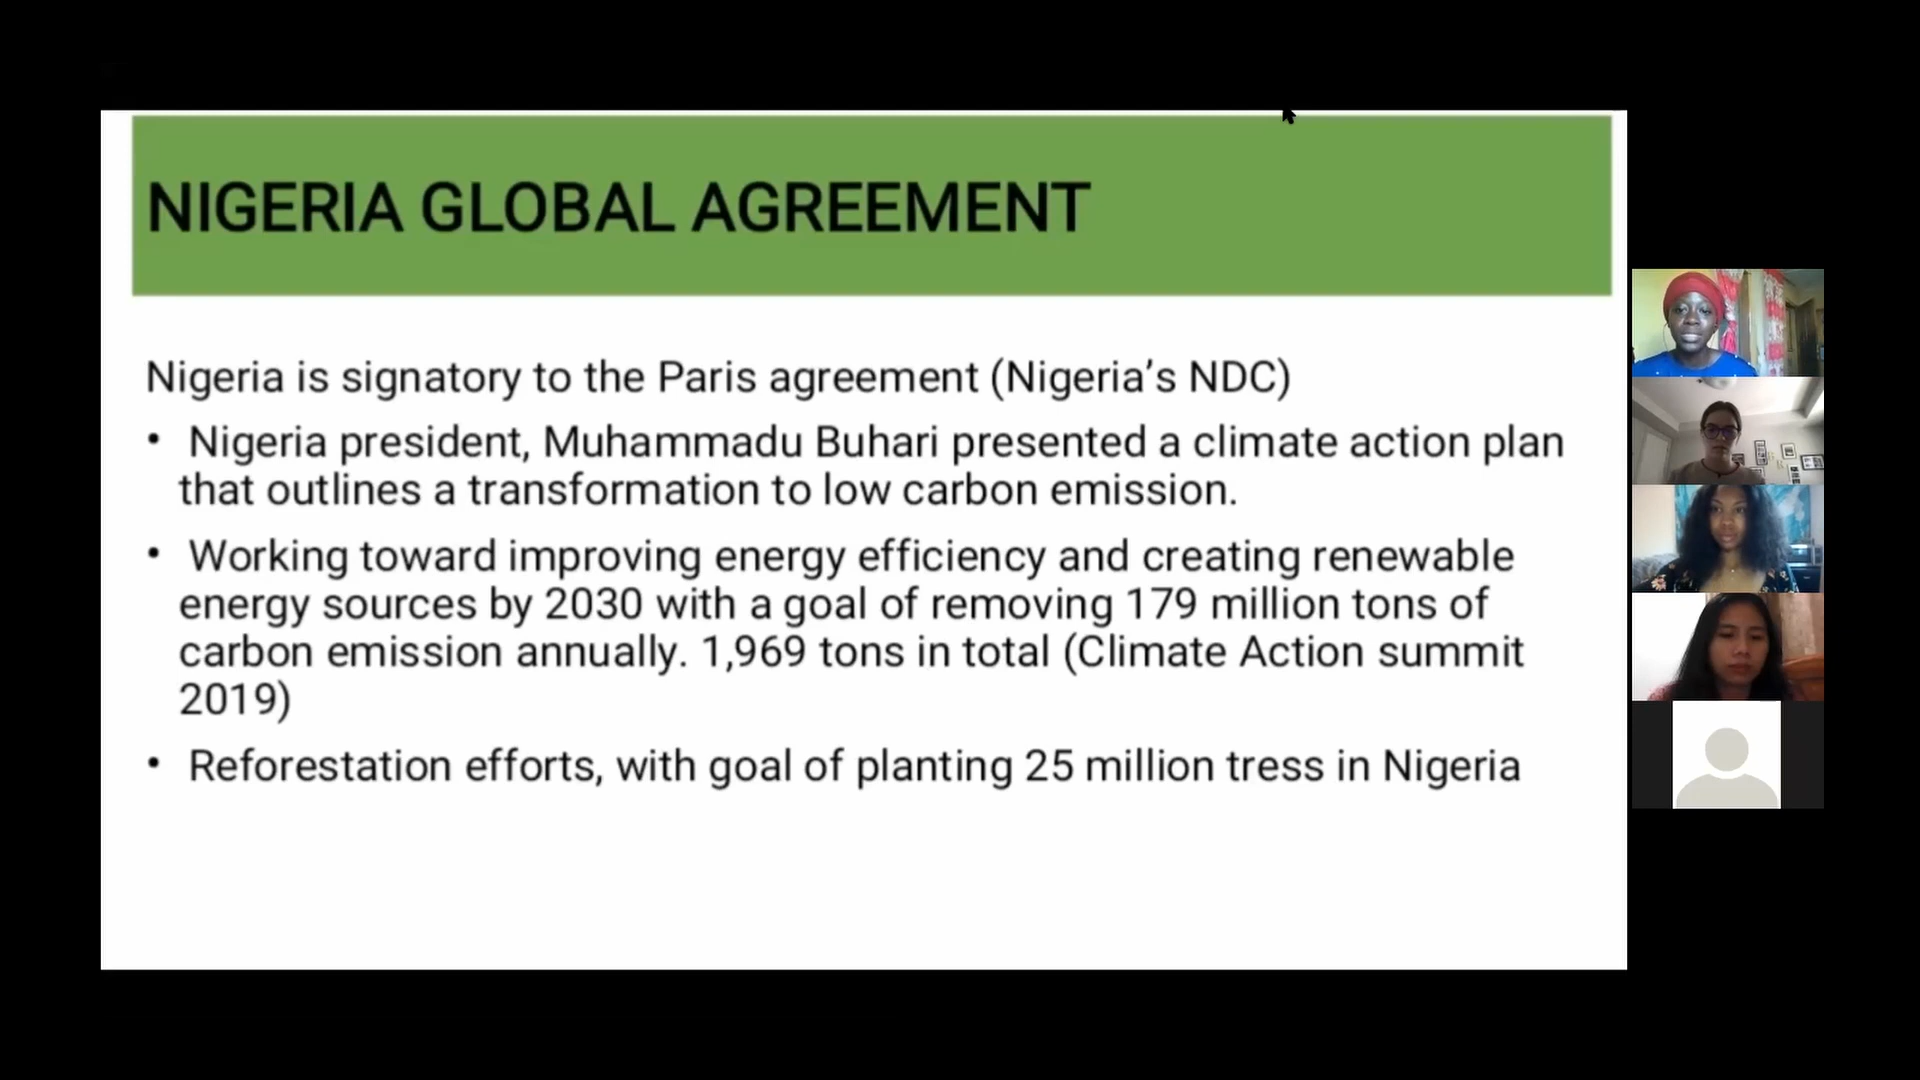 NIGERIA GLOBAL AGREEMENT
Nigeria is signatory to the Paris agreement (Nigeria’s NDC)
• Nigeria president, Muhammadu Buhari presented a climate action plan
that outlines a transformation to low carbon emission.
• Working toward improving energy efficiency and creating renewable
energy sources by 2030 with a goal of removing 179 million tons of
carbon emission annually. 1,969 tons in total (Climate Action summit
2019)
• Reforestation efforts, with goal of planting 25 million tress in Nigeria